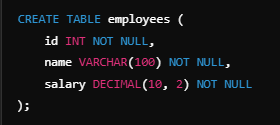 CREATE TABLE employees (
    id INT NOT NULL,
    name VARCHAR(100) NOT NULL,
    salary DECIMAL(10, 2) NOT NULL
);